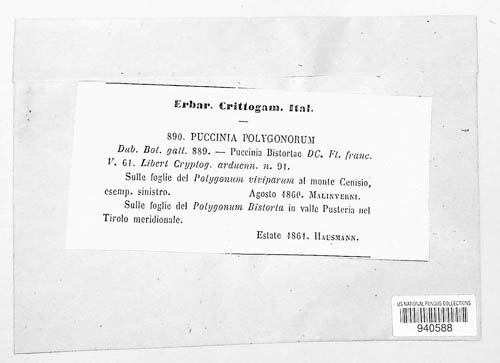 Erbar. Crittogam. Ital.
890. PUCCINIA POLYGONORUM
Dub. Bot. gall. 889. — Puccinia Bistortae DC. Fl. franc.
V. 61. Libert Cryptog. arduenn. n. 91.
Sulle foglie del Polygonum viviparum al monte Cenisio,
esemp. sinistro. Agosto 1860. MALINVERNI.
Sulle foglie del Polygonum Bistorta in valle Pusteria nel
Tirolo meridionale.
Estate 1861. HAUSMANN.
US NATIONAL FUNGUS COLLECTIONS
940588